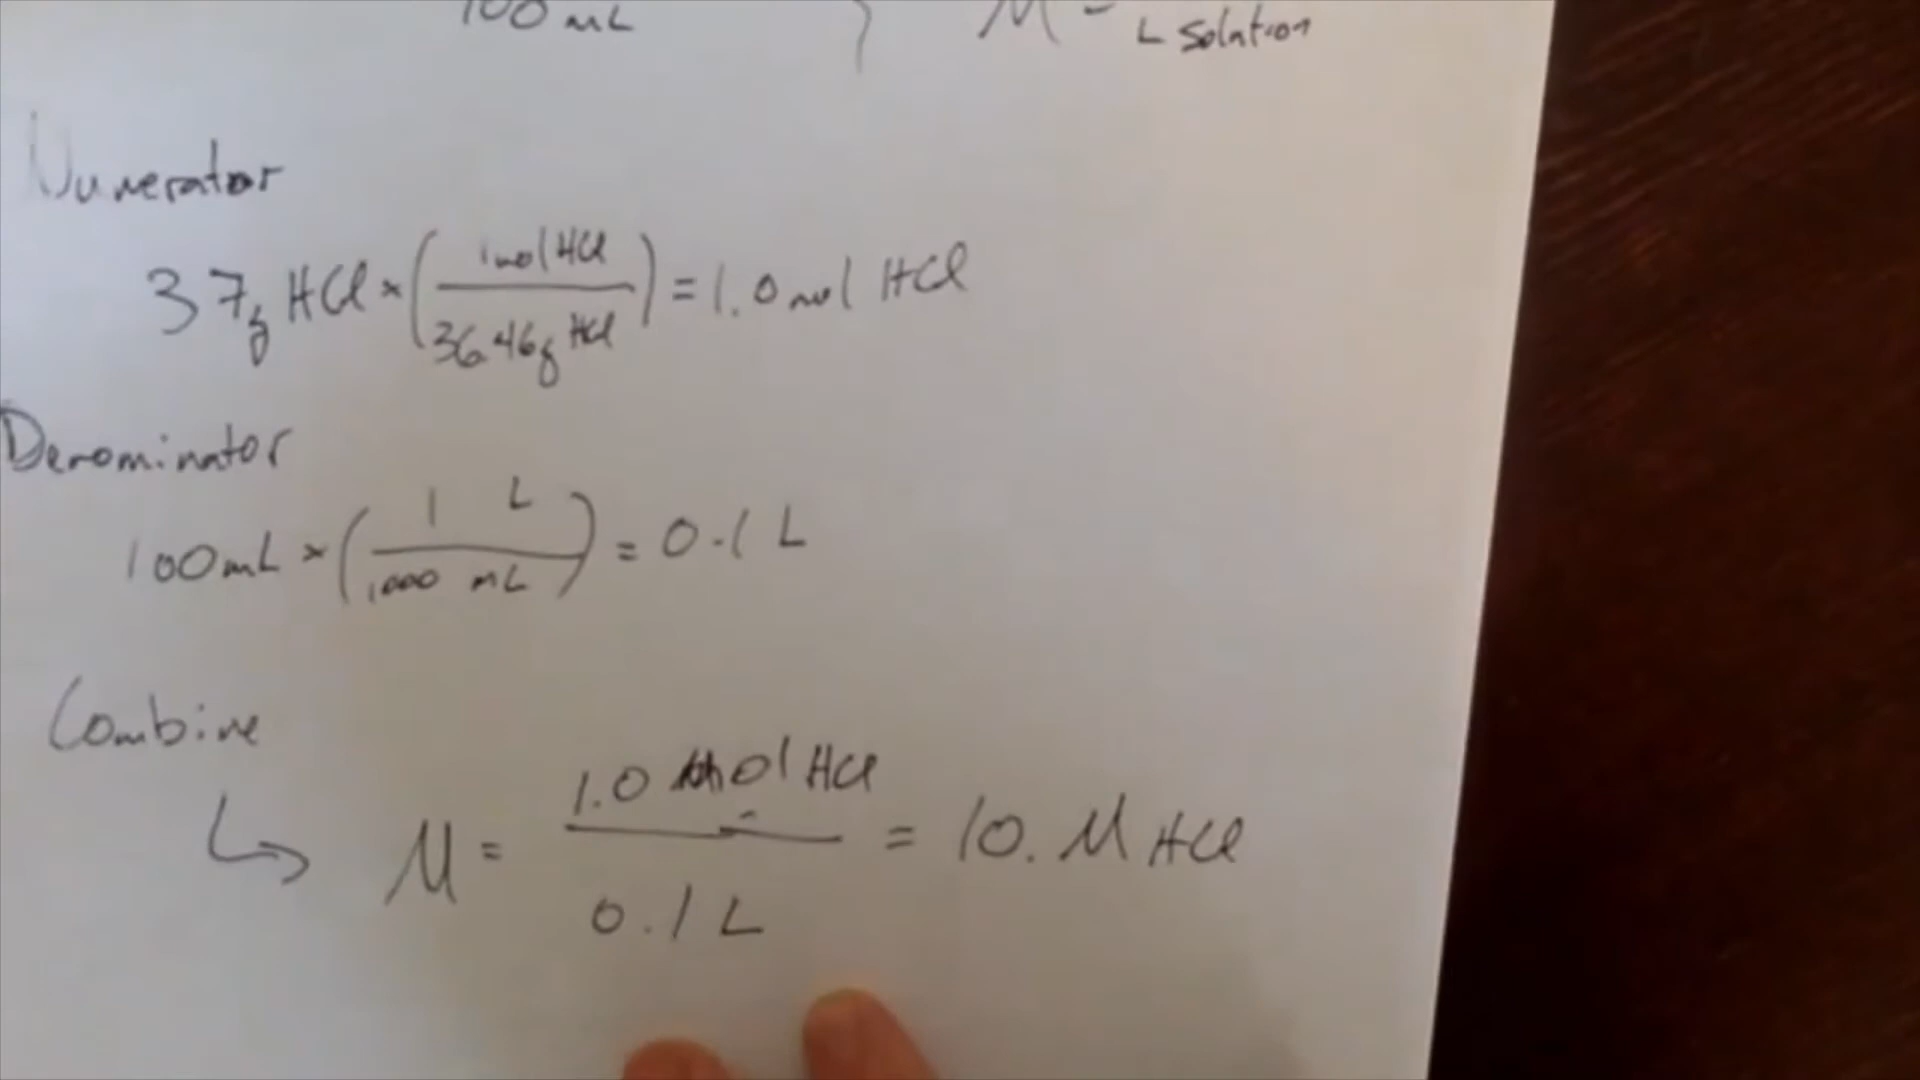 100 mL M = L solution
Numerator
37g HCl × (1 mol HCl / 36.46g HCl) = 1.0 mol HCl
Denominator
100mL × (1 L / 1000 mL) = 0.1 L
Combine
↳ M = 1.0 mol HCl / 0.1 L = 10. M HCl